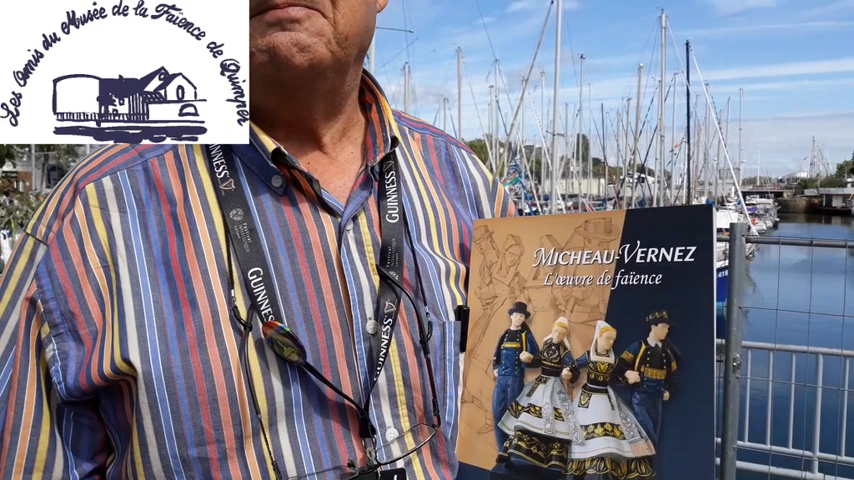 Les Amis du Musée de la Faïence de Quimper
GUINNESS
GUINNESS
GUINNESS
GUINNESS
MICHEAU-VERNEZ
L'œuvre de faïence